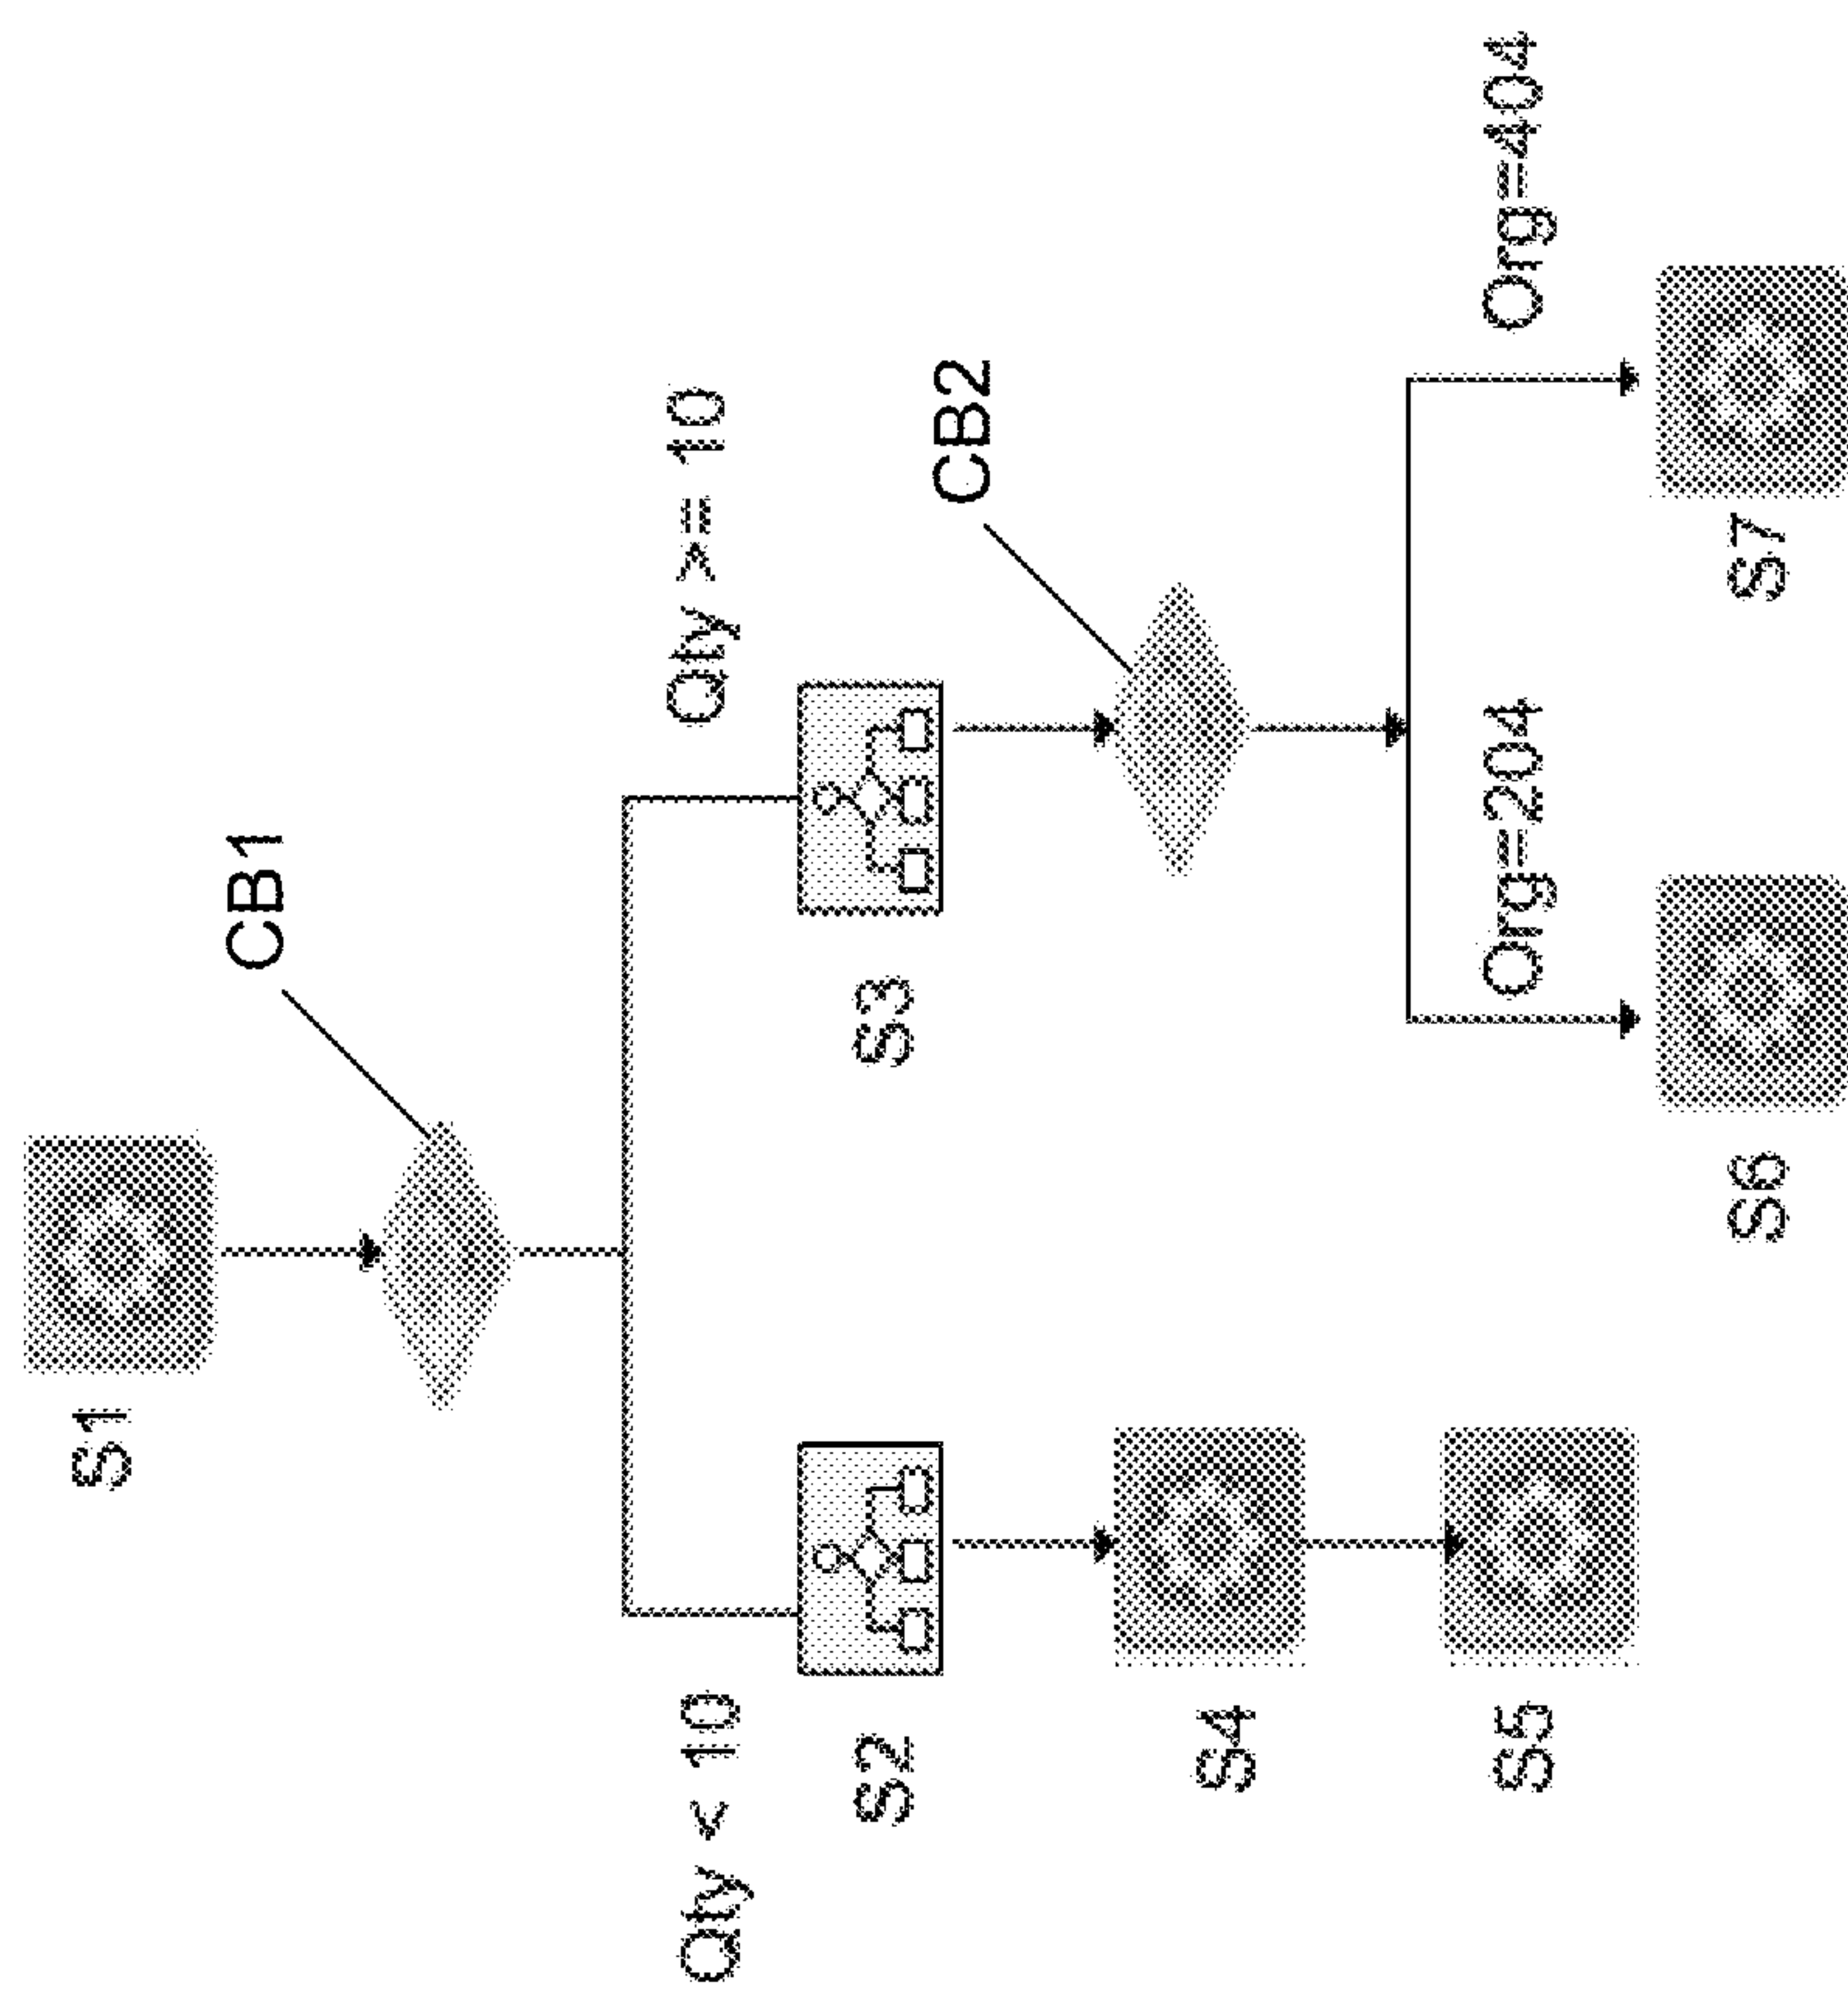 S1
CB1
Qty < 10
Qty >= 10
S2
S3
CB2
S4
Org=204
Org=404
S5
S6
S7